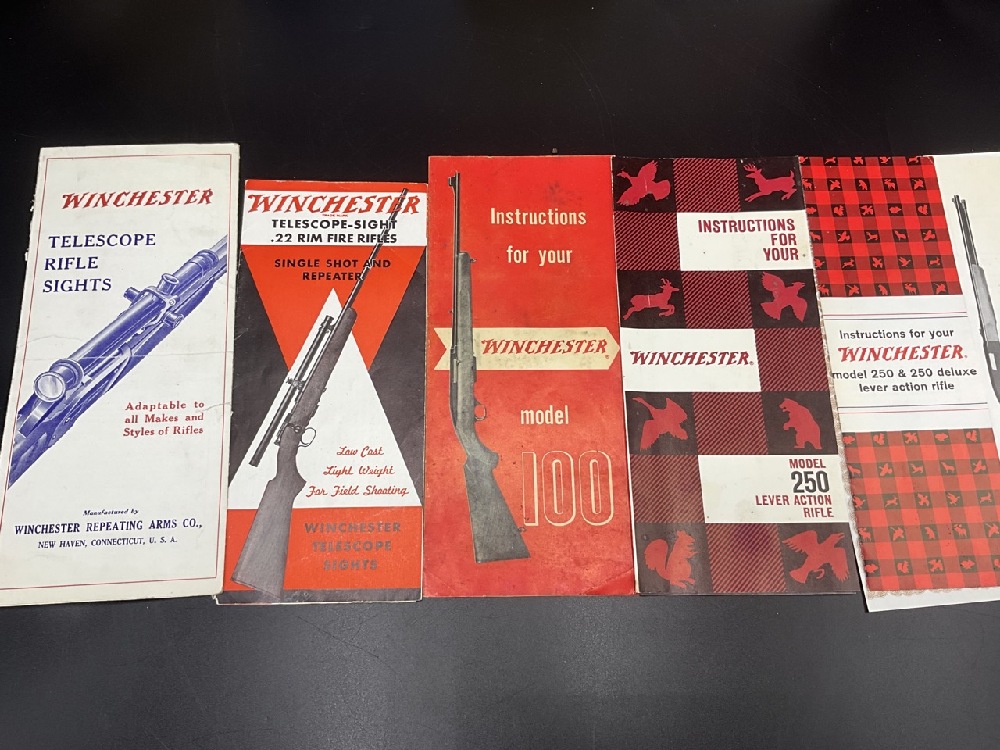 WINCHESTER
TELESCOPE
RIFLE
SIGHTS
Adaptable to
all Makes and
Styles of Rifles
Manufactured by
WINCHESTER REPEATING ARMS CO.,
NEW HAVEN, CONNECTICUT, U. S. A.
WINCHESTER
TRADE MARK
TELESCOPE-SIGHT
.22 RIM FIRE RIFLES
SINGLE SHOT AND
REPEATER
Low Cost
Light Weight
For Field Shooting
WINCHESTER
TELESCOPE
SIGHTS
Instructions
for your
WINCHESTER®
model
100
INSTRUCTIONS
FOR
YOUR
WINCHESTER®
MODEL
250
LEVER ACTION
RIFLE
Instructions for your
WINCHESTER®
model 250 & 250 deluxe
lever action rifle